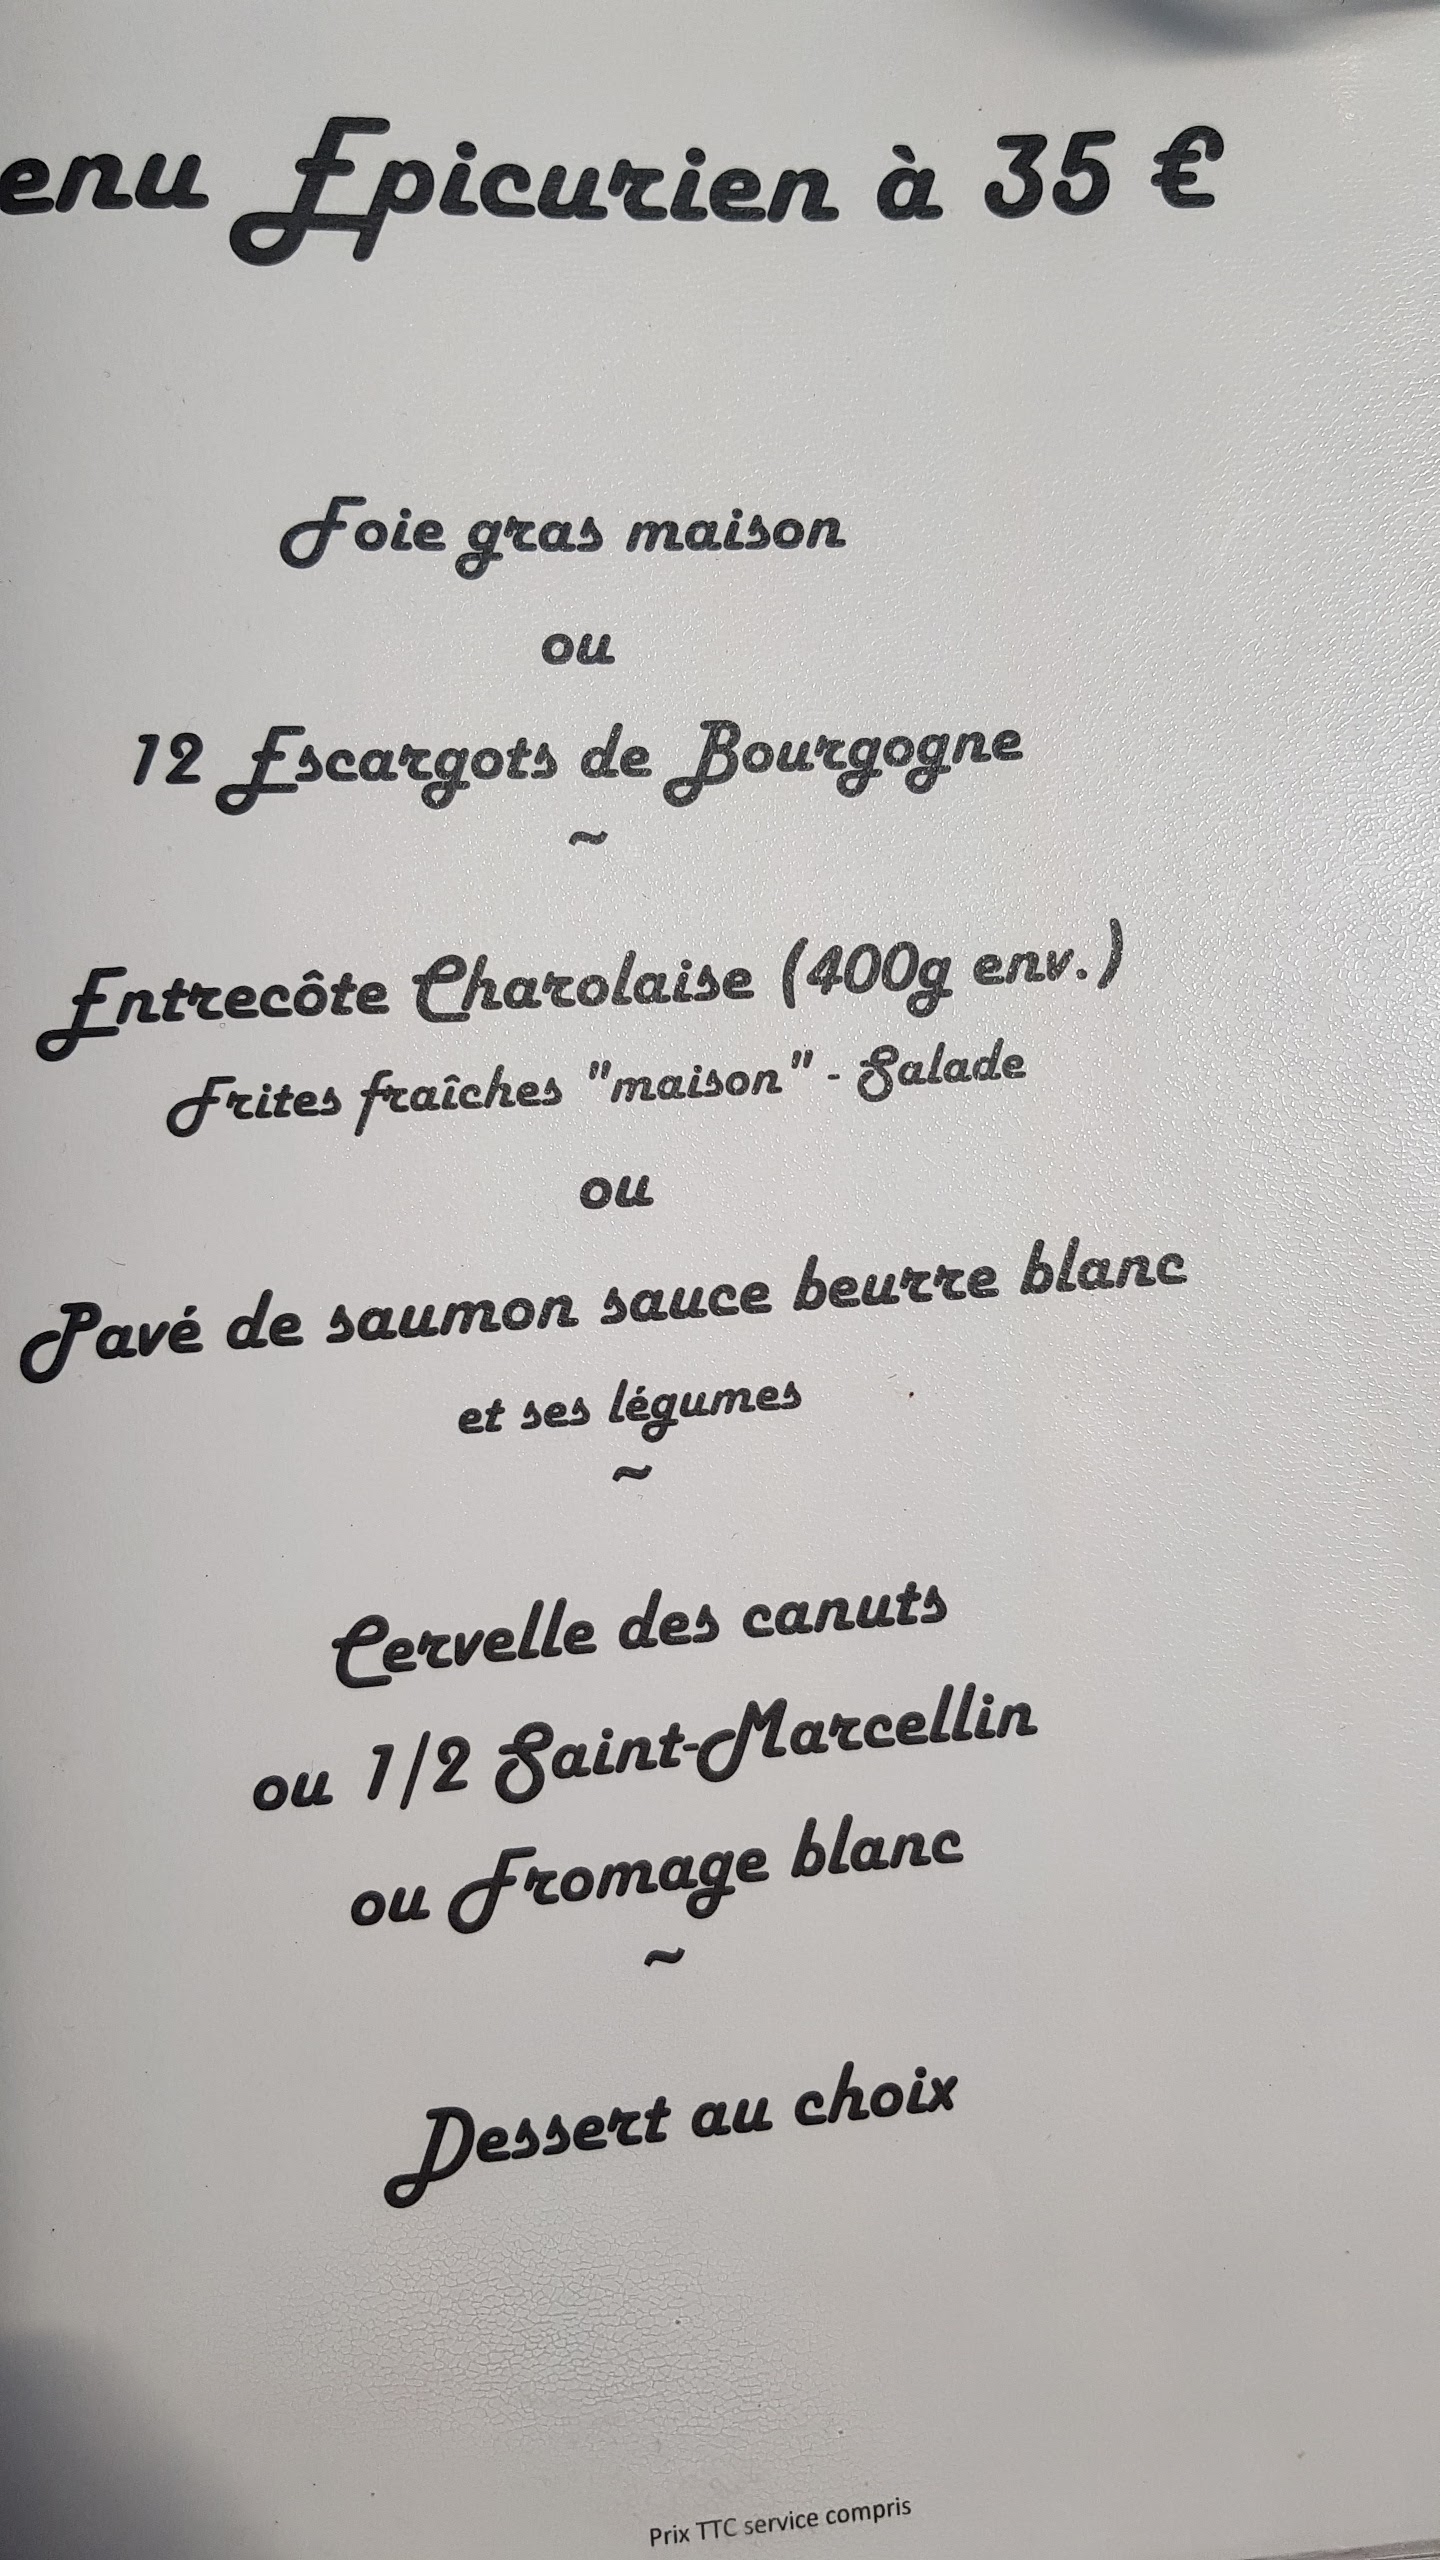 enu Epicurien à 35 €
Foie gras maison
ou
12 Escargots de Bourgogne
~
Entrecôte Charolaise (400g env.)
Frites fraîches "maison" - Salade
ou
Pavé de saumon sauce beurre blanc
et ses légumes
~
Cervelle des canuts
ou 1/2 Saint-Marcellin
ou Fromage blanc
~
Dessert au choix
Prix TTC service compris